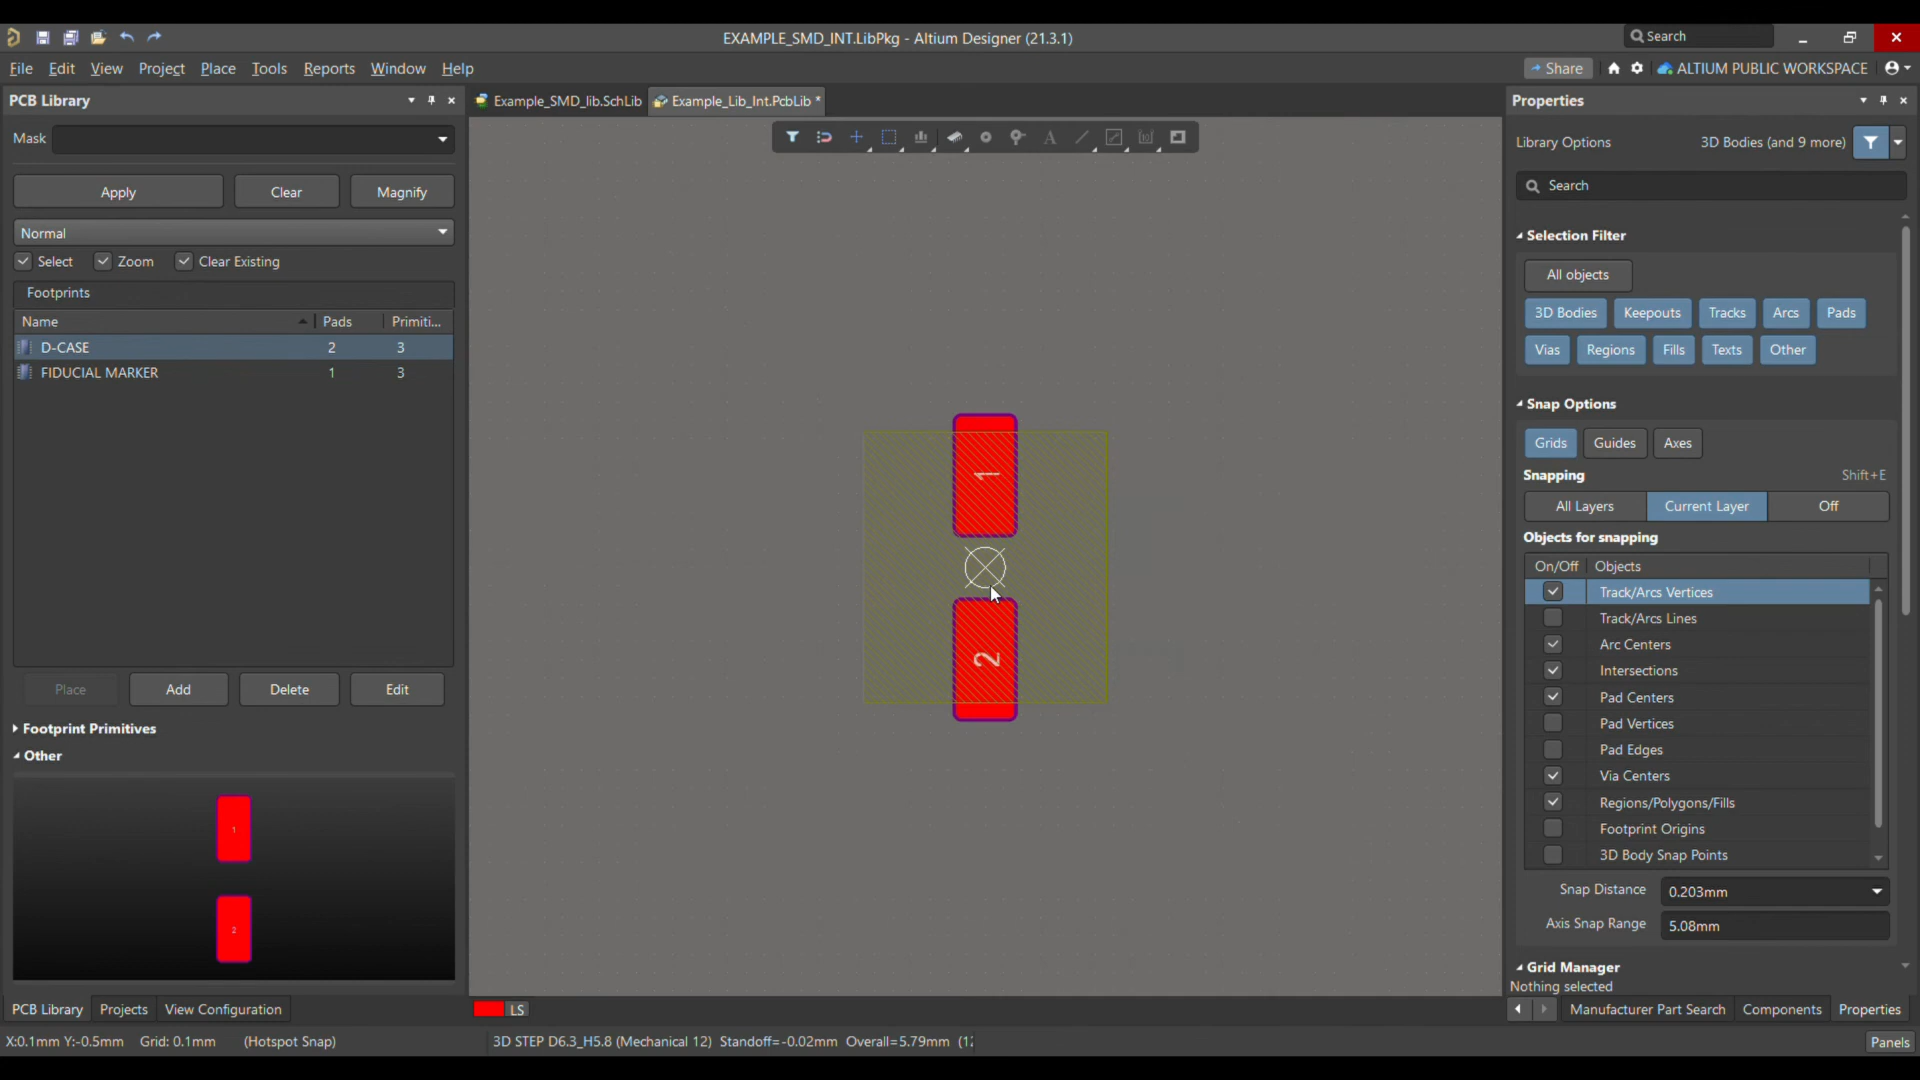 EXAMPLE_SMD_INT.LibPkg - Altium Designer (21.3.1)
Search
File Edit View Project Place Tools Reports Window Help
Share
ALTIUM PUBLIC WORKSPACE
PCB Library
Example_SMD_lib.SchLib
Example_Lib_Int.PcbLib *
Properties
Mask
Library Options
3D Bodies (and 9 more)
Apply
Clear
Magnify
Search
Normal
Selection Filter
Select
Zoom
Clear Existing
All objects
Footprints
3D Bodies Keepouts Tracks Arcs Pads
Name Pads Primiti...
D-CASE 2 3
Vias Regions Fills Texts Other
FIDUCIAL MARKER 1 3
Snap Options
Grids Guides Axes
1
Snapping Shift+E
All Layers Current Layer Off
Objects for snapping
On/Off Objects
Track/Arcs Vertices
Track/Arcs Lines
Arc Centers
2
Intersections
Place Add Delete Edit
Pad Centers
Pad Vertices
Footprint Primitives
Pad Edges
Other
Via Centers
Regions/Polygons/Fills
1
Footprint Origins
3D Body Snap Points
Snap Distance 0.203mm
Axis Snap Range 5.08mm
2
Grid Manager
Nothing selected
PCB Library Projects View Configuration
LS
Manufacturer Part Search Components Properties
X:0.1mm Y:-0.5mm Grid: 0.1mm (Hotspot Snap)
3D STEP D6.3_H5.8 (Mechanical 12) Standoff=-0.02mm Overall=5.79mm
Panels